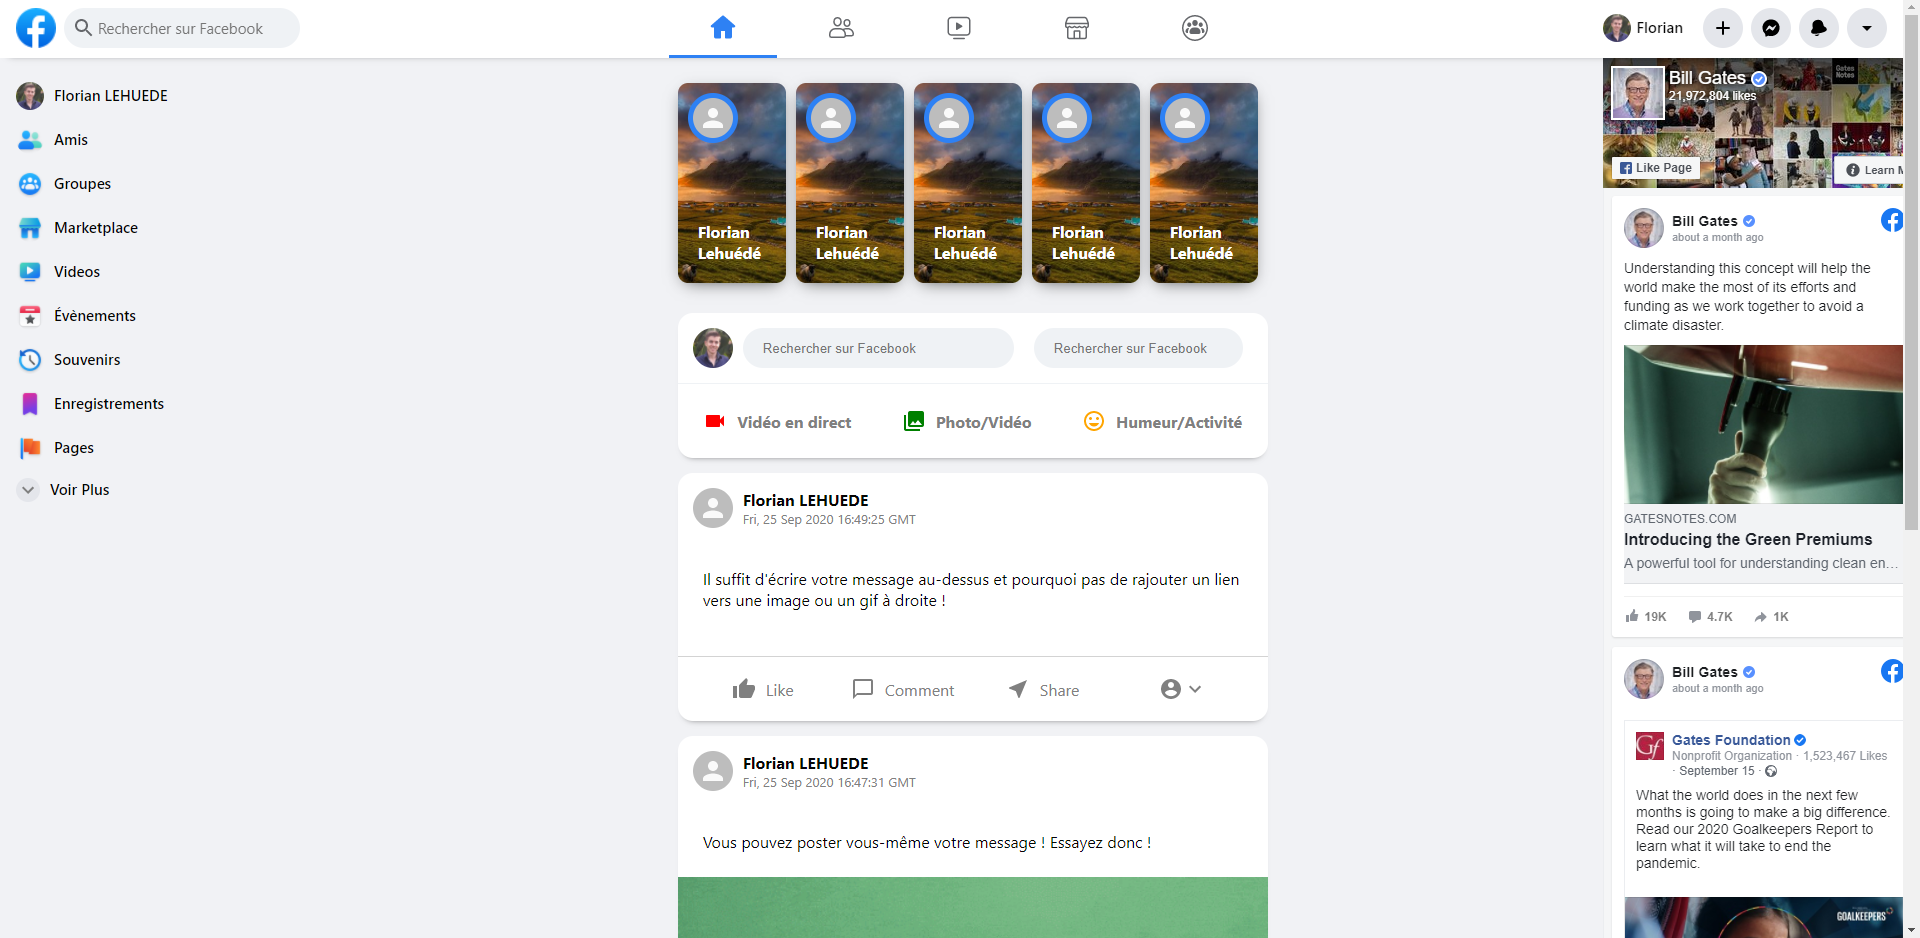 Rechercher sur Facebook
Florian
Florian LEHUEDE
Amis
Groupes
Marketplace
Videos
Évènements
Souvenirs
Enregistrements
Pages
Voir Plus
Florian
Lehuédé
Florian
Lehuédé
Florian
Lehuédé
Florian
Lehuédé
Florian
Lehuédé
Rechercher sur Facebook
Rechercher sur Facebook
Vidéo en direct
Photo/Vidéo
Humeur/Activité
Florian LEHUEDE
Fri, 25 Sep 2020 16:49:25 GMT
Il suffit d'écrire votre message au-dessus et pourquoi pas de rajouter un lien
vers une image ou un gif à droite !
Like
Comment
Share
Florian LEHUEDE
Fri, 25 Sep 2020 16:47:31 GMT
Vous pouvez poster vous-même votre message ! Essayez donc !
Bill Gates
21,972,804 likes
Gates
Notes
Like Page
Learn M
Bill Gates
about a month ago
Understanding this concept will help the
world make the most of its efforts and
funding as we work together to avoid a
climate disaster.
GATESNOTES.COM
Introducing the Green Premiums
A powerful tool for understanding clean en...
19K
4.7K
1K
Bill Gates
about a month ago
Gf
Gates Foundation
Nonprofit Organization · 1,523,467 Likes
· September 15 ·
What the world does in the next few
months is going to make a big difference.
Read our 2020 Goalkeepers Report to
learn what it will take to end the
pandemic.
GOALKEEPERS